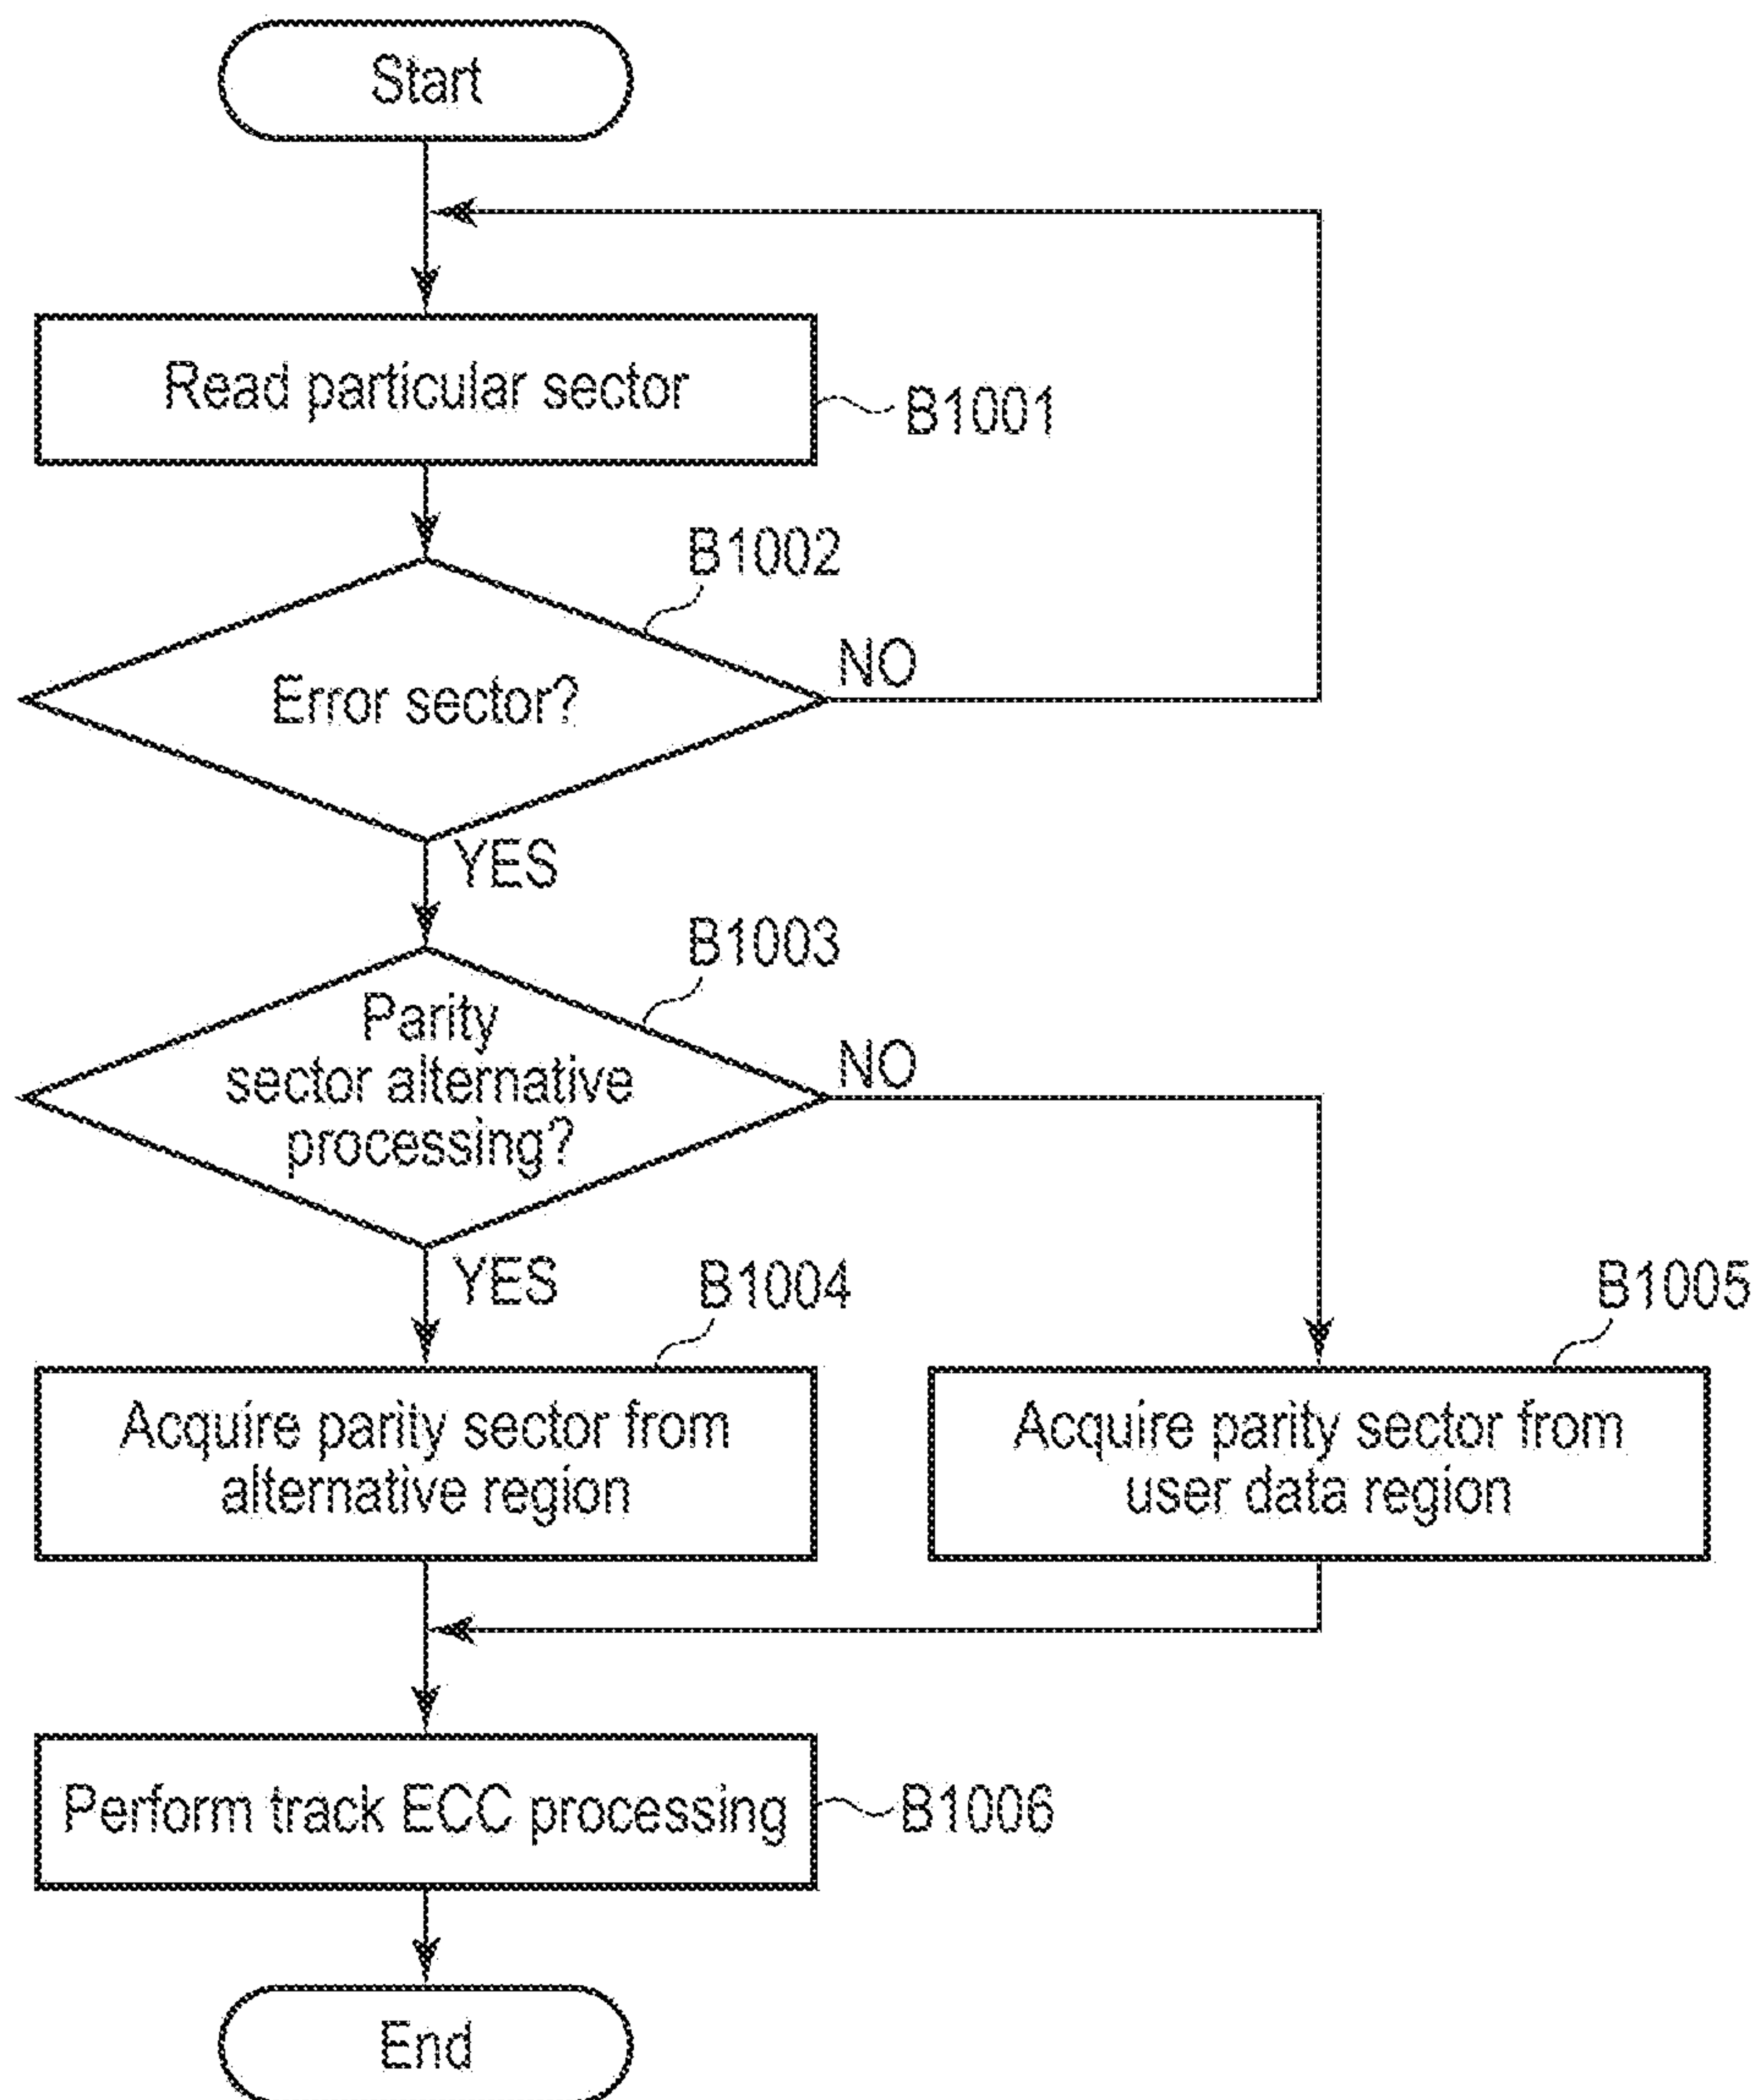 Start
Read particular sector
B1001
B1002
Error sector?
NO
YES
B1003
Parity
sector alternative
processing?
NO
YES
B1004
B1005
Acquire parity sector from
alternative region
Acquire parity sector from
user data region
Perform track ECC processing
B1006
End